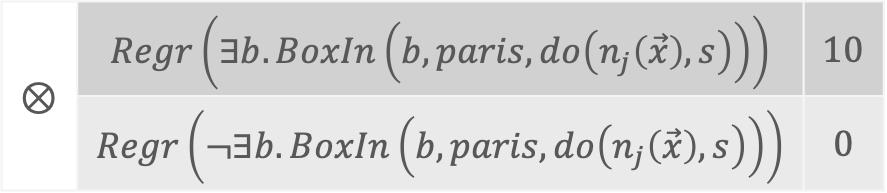 ⊗
Regr(∃b.BoxIn(b,paris,do(n_j(x⃗),s))) 10
Regr(¬∃b.BoxIn(b,paris,do(n_j(x⃗),s))) 0